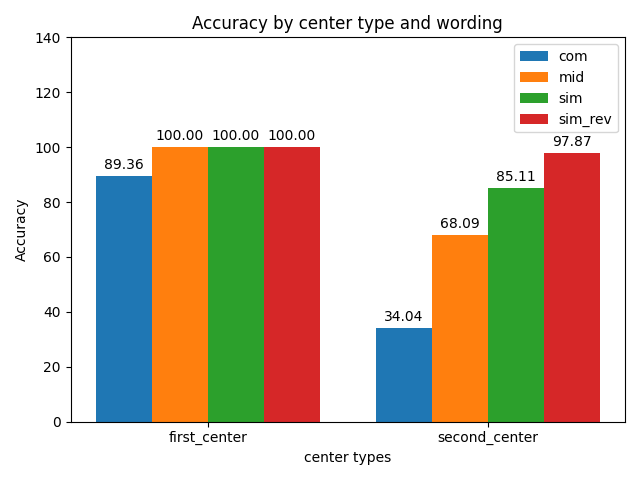 Accuracy by center type and wording
140
120
100
80
60
40
20
0
Accuracy
com
mid
sim
sim_rev
89.36
100.00
100.00
100.00
34.04
68.09
85.11
97.87
first_center
second_center
center types